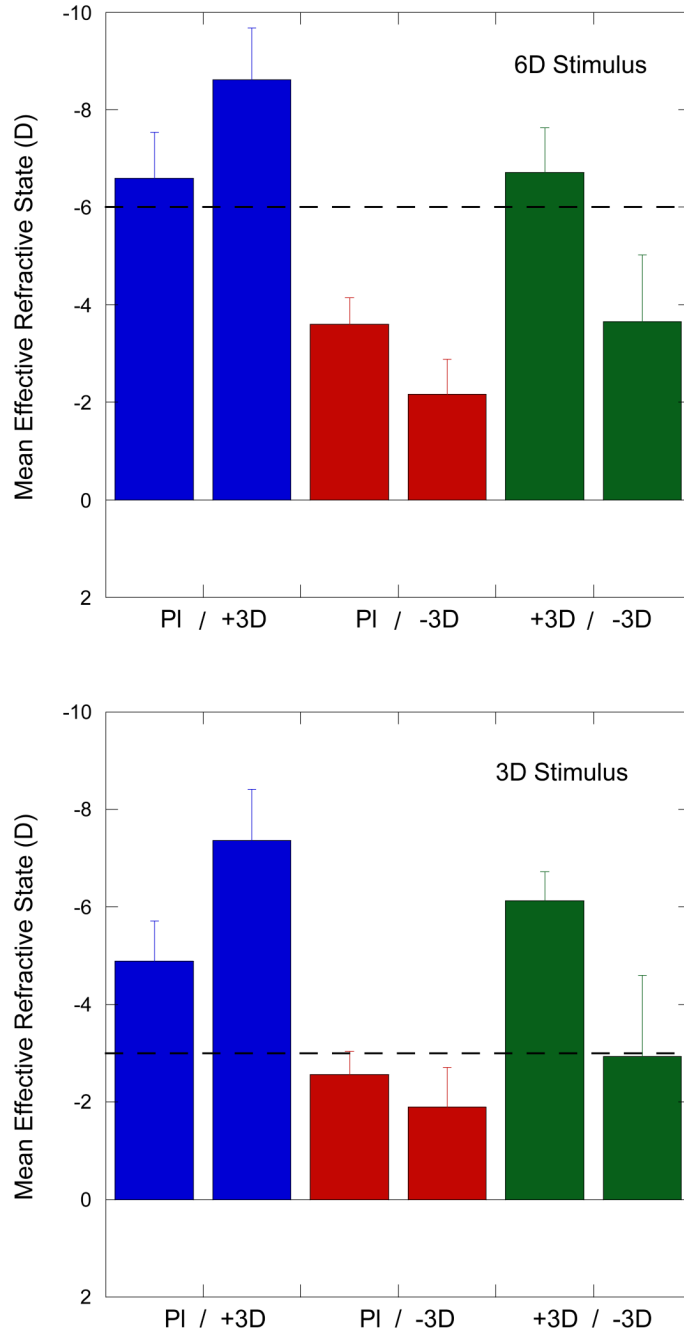 -10
6D Stimulus
-8
-6
-4
-2
0
2
Mean Effective Refractive State (D)
Pl / +3D
Pl / -3D
+3D / -3D
-10
3D Stimulus
-8
-6
-4
-2
0
2
Mean Effective Refractive State (D)
Pl / +3D
Pl / -3D
+3D / -3D